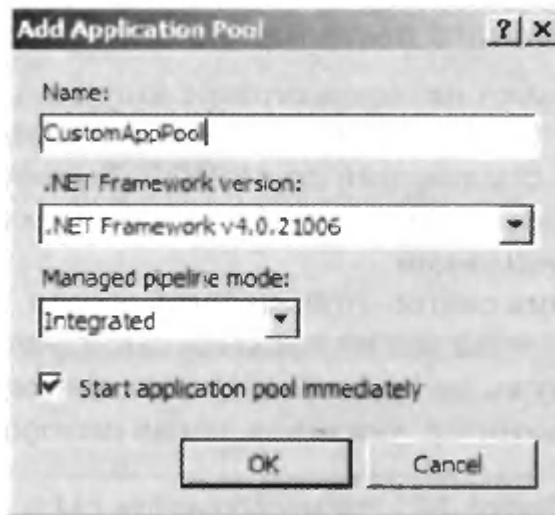 Add Application Pool
Name:
CustomAppPool
.NET Framework version:
.NET Framework v4.0.21006
Managed pipeline mode:
Integrated
Start application pool immediately
OK
Cancel